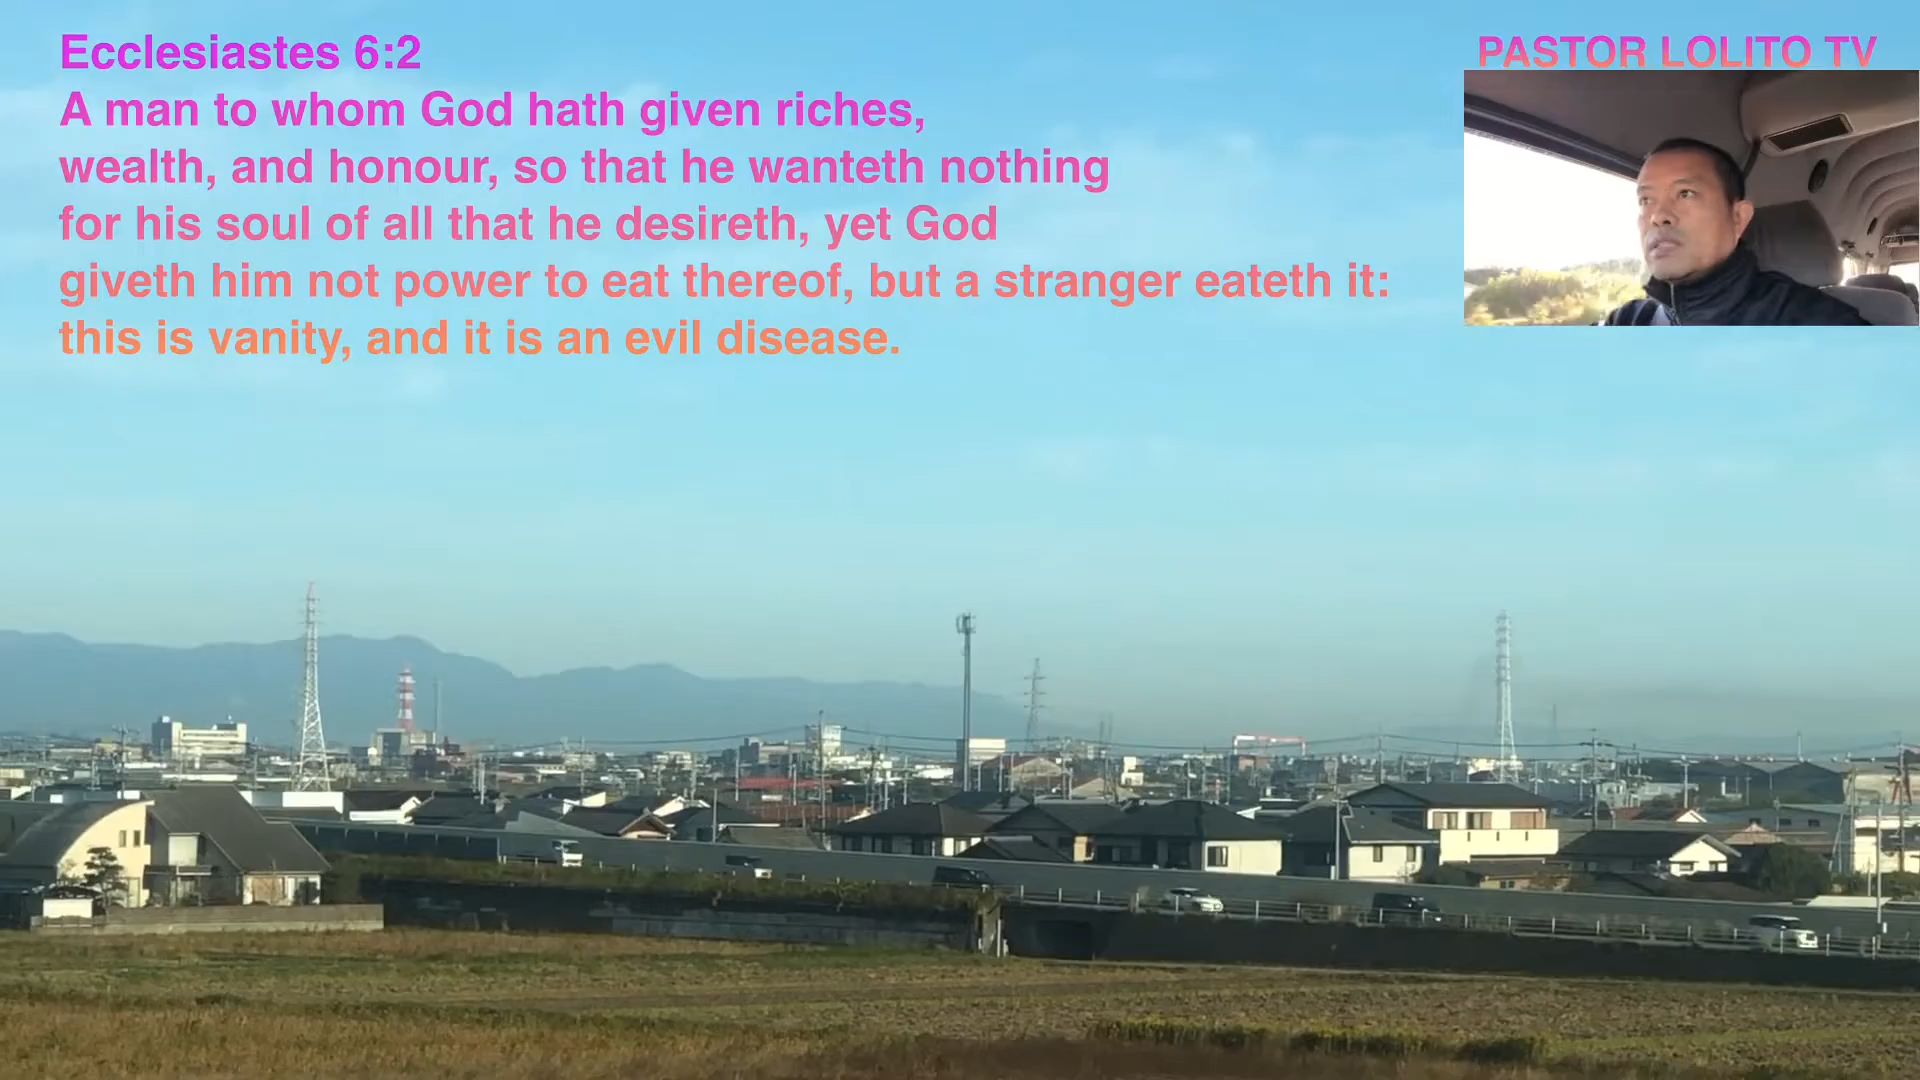 Ecclesiastes 6:2
A man to whom God hath given riches,
wealth, and honour, so that he wanteth nothing
for his soul of all that he desireth, yet God
giveth him not power to eat thereof, but a stranger eateth it:
this is vanity, and it is an evil disease.
PASTOR LOLITO TV